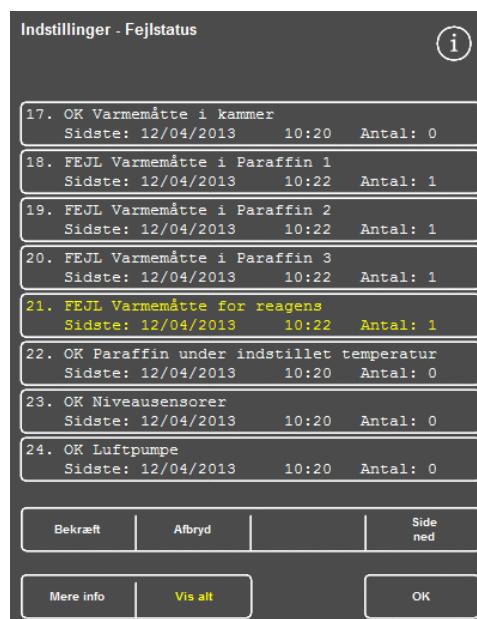 Indstillinger - Fejlstatus
i
17. OK Varmemåtte i kammer
Sidste: 12/04/2013 10:20 Antal: 0
18. FEJL Varmemåtte i Paraffin 1
Sidste: 12/04/2013 10:22 Antal: 1
19. FEJL Varmemåtte i Paraffin 2
Sidste: 12/04/2013 10:22 Antal: 1
20. FEJL Varmemåtte i Paraffin 3
Sidste: 12/04/2013 10:22 Antal: 1
21. FEJL Varmemåtte for reagens
Sidste: 12/04/2013 10:22 Antal: 1
22. OK Paraffin under indstillet temperatur
Sidste: 12/04/2013 10:20 Antal: 0
23. OK Niveausensorer
Sidste: 12/04/2013 10:20 Antal: 0
24. OK Luftpumpe
Sidste: 12/04/2013 10:20 Antal: 0
Bekræft Afbryd Side
ned
Mere info Vis alt OK